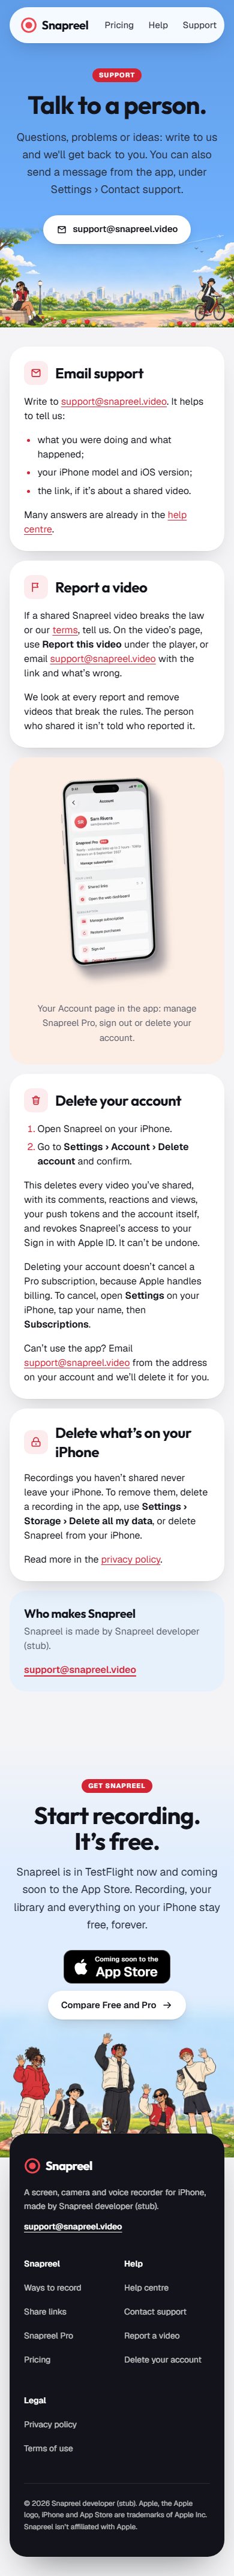 Snapreel Pricing Help Support
SUPPORT
Talk to a person.
Questions, problems or ideas: write to us
and we'll get back to you. You can also
send a message from the app, under
Settings › Contact support.
support@snapreel.video
Email support
Write to support@snapreel.video. It helps
to tell us:
• what you were doing and what
happened;
• your iPhone model and iOS version;
• the link, if it's about a shared video.
Many answers are already in the help
centre.
Report a video
If a shared Snapreel video breaks the law
or our terms, tell us. On the video's page,
use Report this video under the player, or
email support@snapreel.video with the
link and what's wrong.
We look at every report and remove
videos that break the rules. The person
who shared it isn't told who reported it.
Account
Sam Rivera
Snapreel Pro
Manage subscription
Shared links
Open the web dashboard
Manage subscription
Restore purchases
Sign out
Your Account page in the app: manage
Snapreel Pro, sign out or delete your
account.
Delete your account
1. Open Snapreel on your iPhone.
2. Go to Settings › Account › Delete
account and confirm.
This deletes every video you've shared,
with its comments, reactions and views,
your push tokens and the account itself,
and revokes Snapreel's access to your
Sign in with Apple ID. It can't be undone.
Deleting your account doesn't cancel a
Pro subscription, because Apple handles
billing. To cancel, open Settings on your
iPhone, tap your name, then
Subscriptions.
Can't use the app? Email
support@snapreel.video from the address
on your account and we'll delete it for you.
Delete what's on your
iPhone
Recordings you haven't shared never
leave your iPhone. To remove them, delete
a recording in the app, use Settings ›
Storage › Delete all my data, or delete
Snapreel from your iPhone.
Read more in the privacy policy.
Who makes Snapreel
Snapreel is made by Snapreel developer
(stub).
support@snapreel.video
GET SNAPREEL
Start recording.
It's free.
Snapreel is in TestFlight now and coming
soon to the App Store. Recording, your
library and everything on your iPhone stay
free, forever.
Coming soon to the
App Store
Compare Free and Pro →
Snapreel
A screen, camera and voice recorder for iPhone,
made by Snapreel developer (stub).
support@snapreel.video
Snapreel
Ways to record
Share links
Snapreel Pro
Pricing
Help
Help centre
Contact support
Report a video
Delete your account
Legal
Privacy policy
Terms of use
© 2026 Snapreel developer (stub). Apple, the Apple
logo, iPhone and App Store are trademarks of Apple Inc.
Snapreel isn't affiliated with Apple.